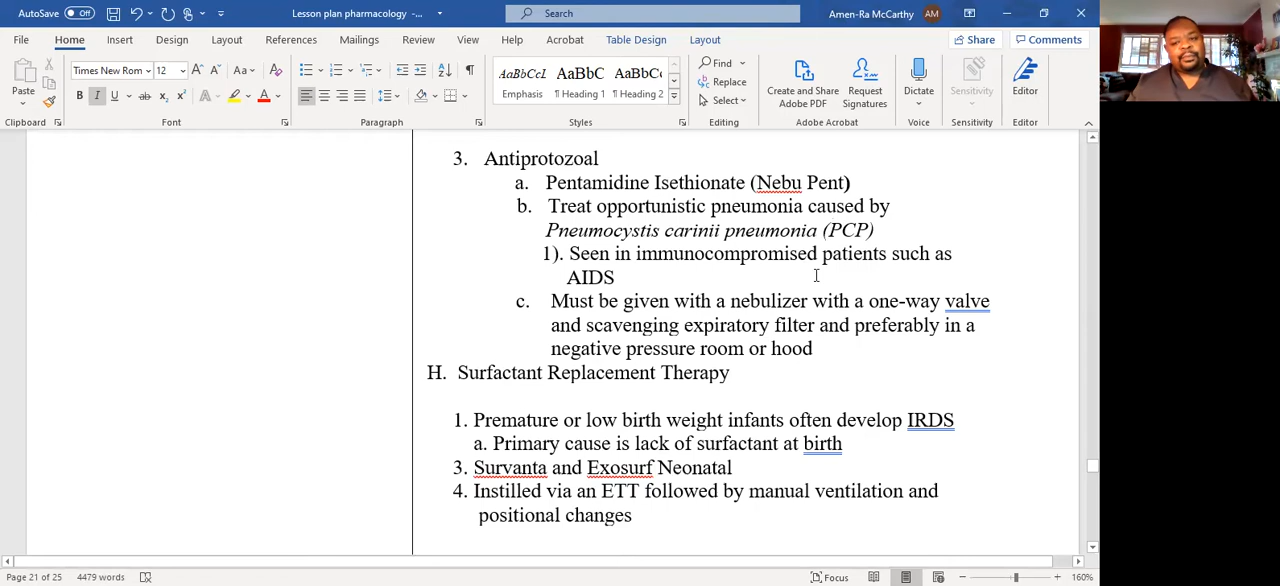 AutoSave Off
Lesson plan pharmacology -...
Search
Amen-Ra McCarthy AM
File Home Insert Design Layout References Mailings Review View Help Acrobat Table Design Layout Share Comments
Paste
Times New Rom 12
Aa
B I U ab x₂ x² A A
Clipboard
Font
Paragraph
AaBbCcL AaBbC AaBbC
Emphasis ¶ Heading 1 ¶ Heading 2
Styles
Find
Replace
Select
Editing
Create and Share Adobe PDF
Request Signatures
Adobe Acrobat
Dictate
Voice
Sensitivity
Sensitivity
Editor
Editor
3. Antiprotozoal
a. Pentamidine Isethionate (Nebu Pent)
b. Treat opportunistic pneumonia caused by
Pneumocystis carinii pneumonia (PCP)
1). Seen in immunocompromised patients such as
AIDS
c. Must be given with a nebulizer with a one-way valve
and scavenging expiratory filter and preferably in a
negative pressure room or hood
H. Surfactant Replacement Therapy
1. Premature or low birth weight infants often develop IRDS
a. Primary cause is lack of surfactant at birth
3. Survanta and Exosurf Neonatal
4. Instilled via an ETT followed by manual ventilation and
positional changes
Page 21 of 25 4479 words Focus 160%